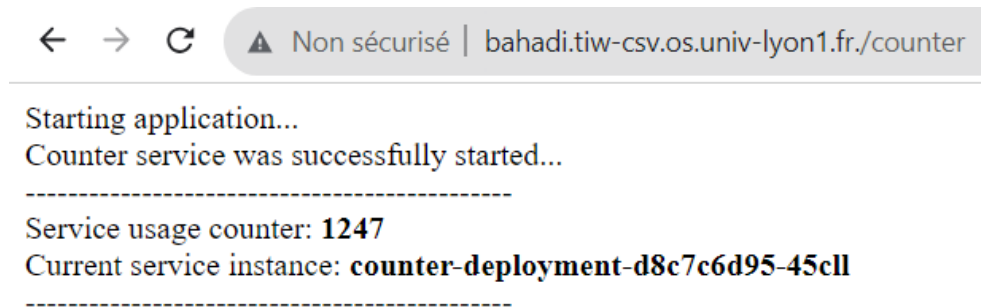 Non sécurisé | bahadi.tiw-csv.os.univ-lyon1.fr./counter
Starting application...
Counter service was successfully started...
----------------------------------------------
Service usage counter: 1247
Current service instance: counter-deployment-d8c7c6d95-45cll
----------------------------------------------